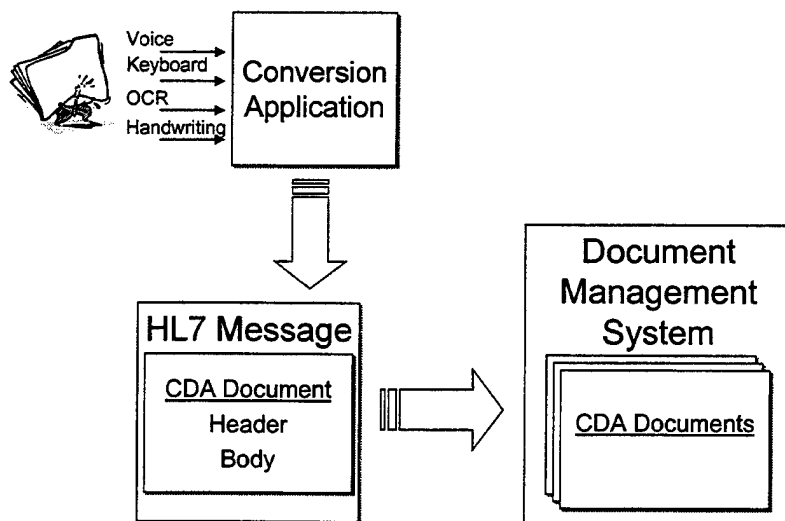 Voice
Keyboard
OCR
Handwriting
Conversion
Application
HL7 Message
CDA Document
Header
Body
Document
Management
System
CDA Documents